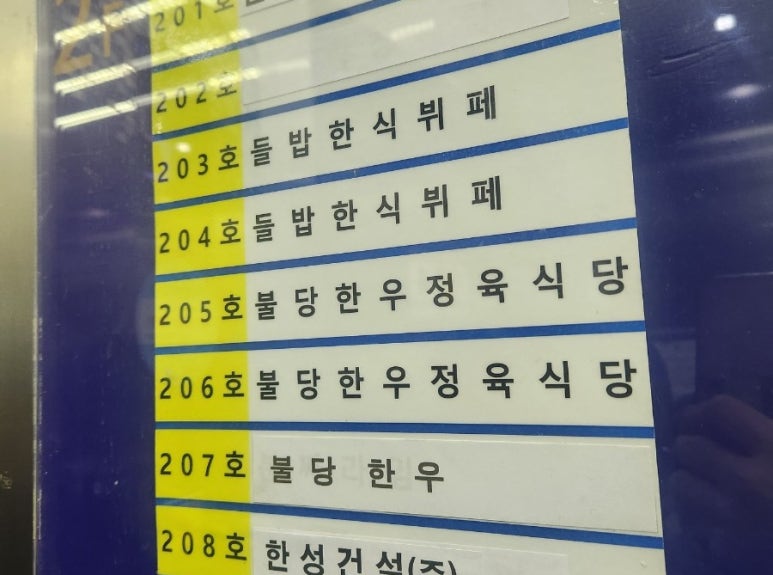 2층
201호
202호
203호 들밥한식뷔페
204호 들밥한식뷔페
205호 불당한우정육식당
206호 불당한우정육식당
207호 불당한우
208호 한성건설(주)